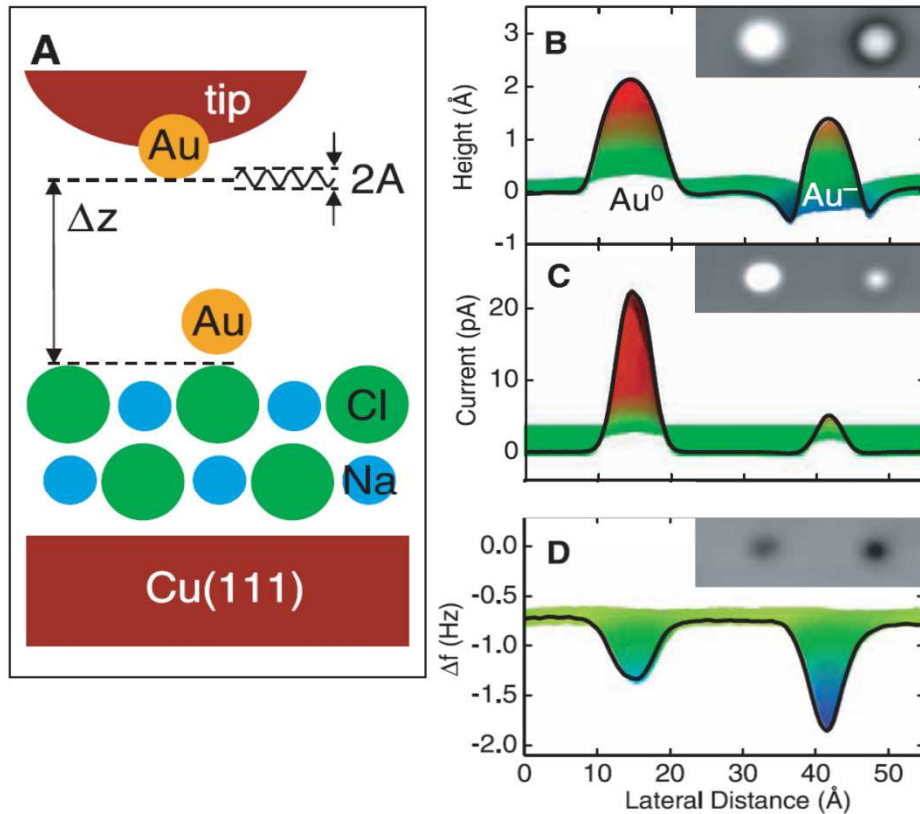 A
tip
Au
2A
Δz
Au
Cl
Na
Cu(111)
B
Height (Å)
3
2
1
0
-1
Au⁰
Au⁻
C
Current (pA)
20
10
0
D
Δf (Hz)
0.0
-0.5
-1.0
-1.5
-2.0
0 10 20 30 40 50
Lateral Distance (Å)